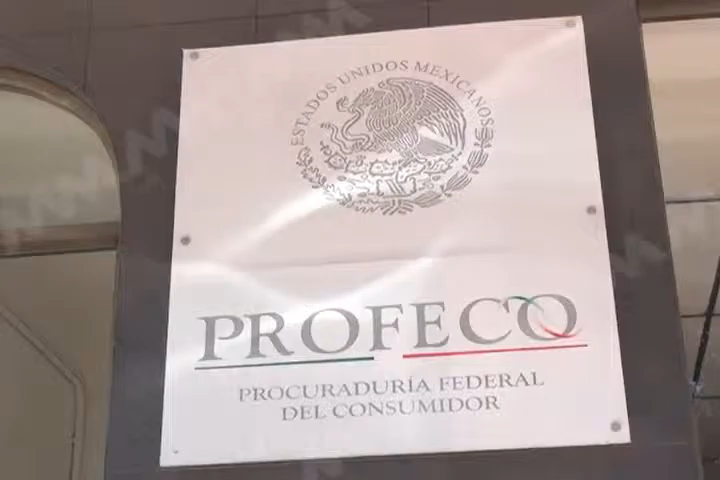 ESTADOS UNIDOS MEXICANOS
PROFECO
PROCURADURÍA FEDERAL
DEL CONSUMIDOR